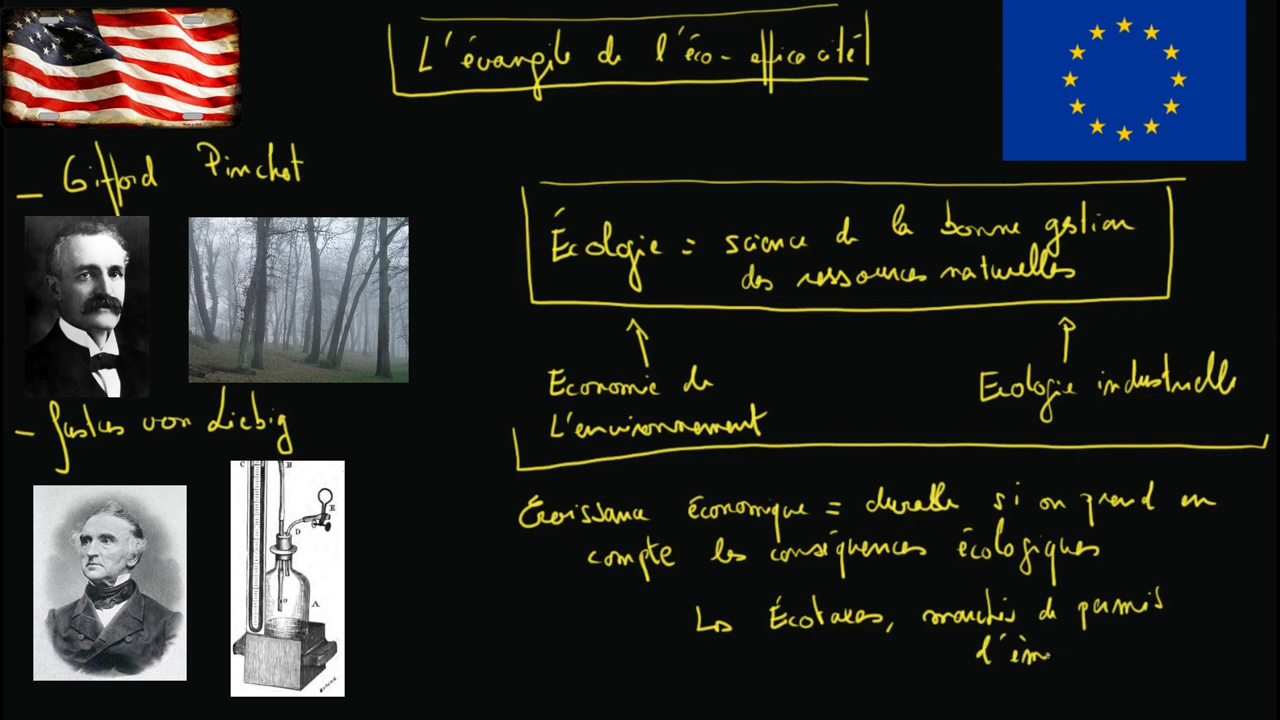 L'évangile de l'éco-efficacité
- Gifford Pinchot
Écologie = science de la bonne gestion
des ressources naturelles
Economie de
L'environnement
Ecologie industrielle
- Justus von Liebig
Croissance économique = durable si on prend en
compte les conséquences écologiques
Écotaxes, marchés de permis
d'ém
C
B
E
D
A